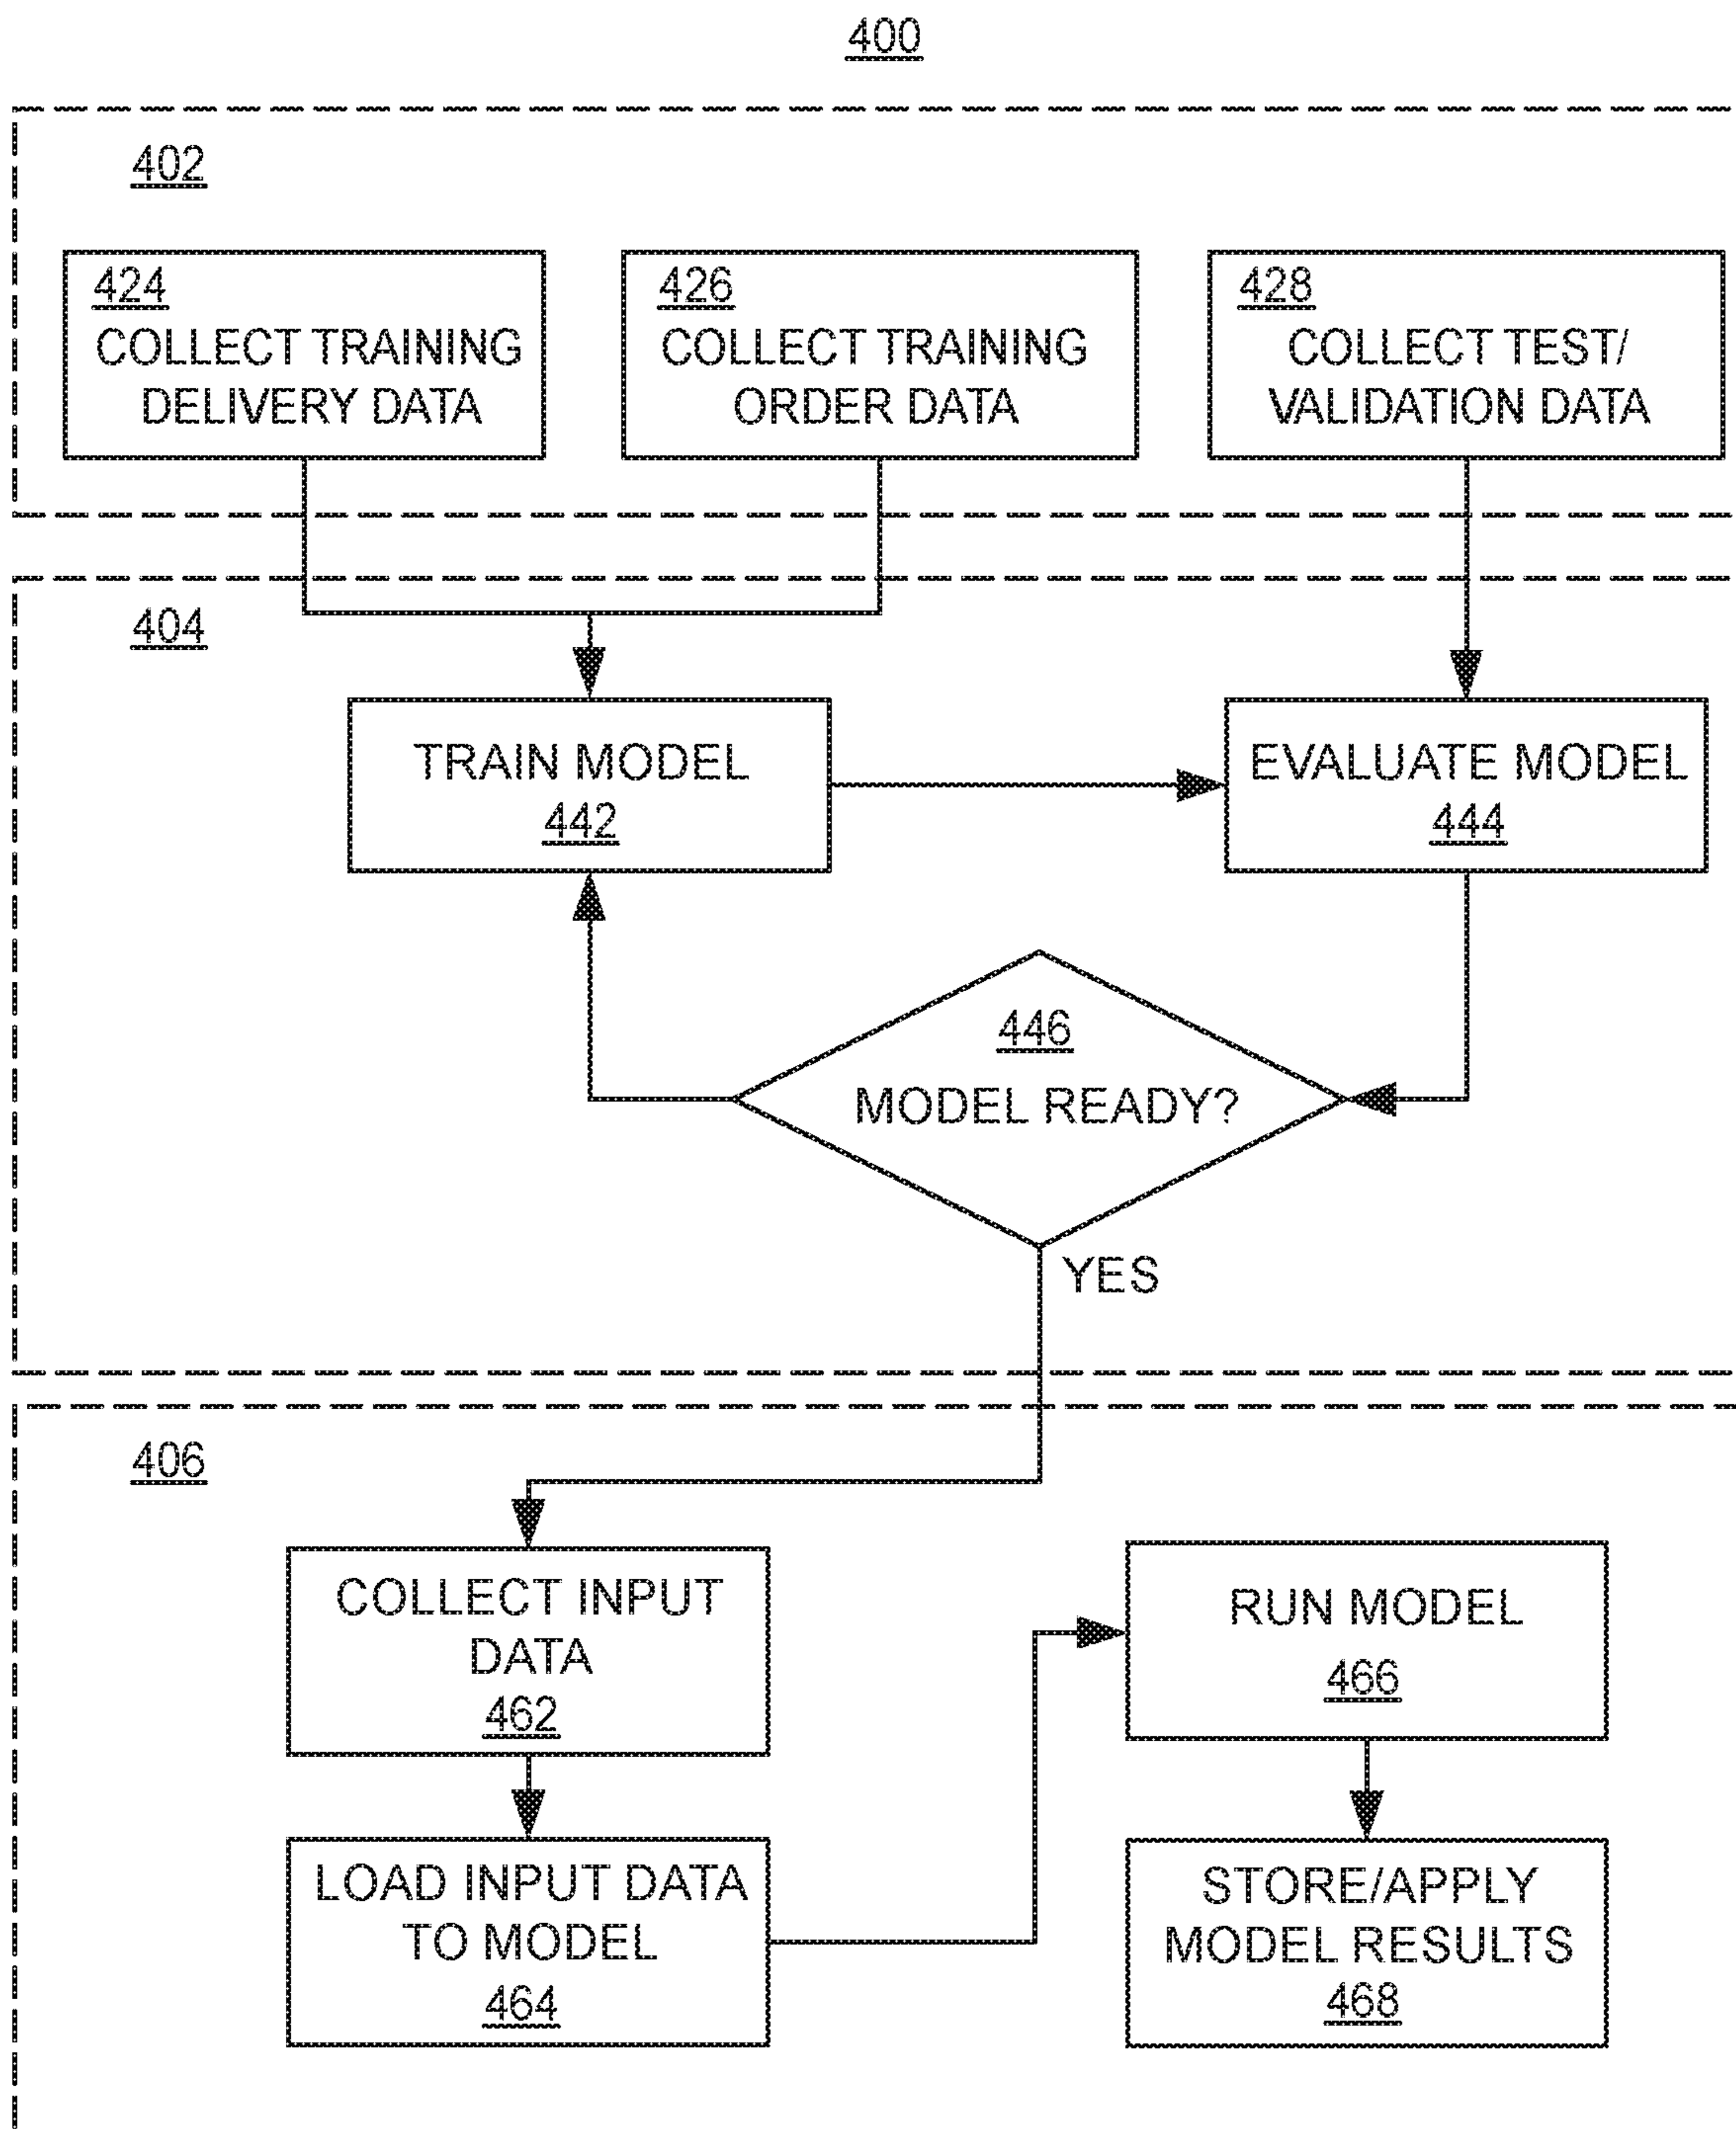 400
402
424
COLLECT TRAINING
DELIVERY DATA
426
COLLECT TRAINING
ORDER DATA
428
COLLECT TEST/
VALIDATION DATA
404
TRAIN MODEL
442
EVALUATE MODEL
444
446
MODEL READY?
YES
406
COLLECT INPUT
DATA
462
LOAD INPUT DATA
TO MODEL
464
RUN MODEL
466
STORE/APPLY
MODEL RESULTS
468